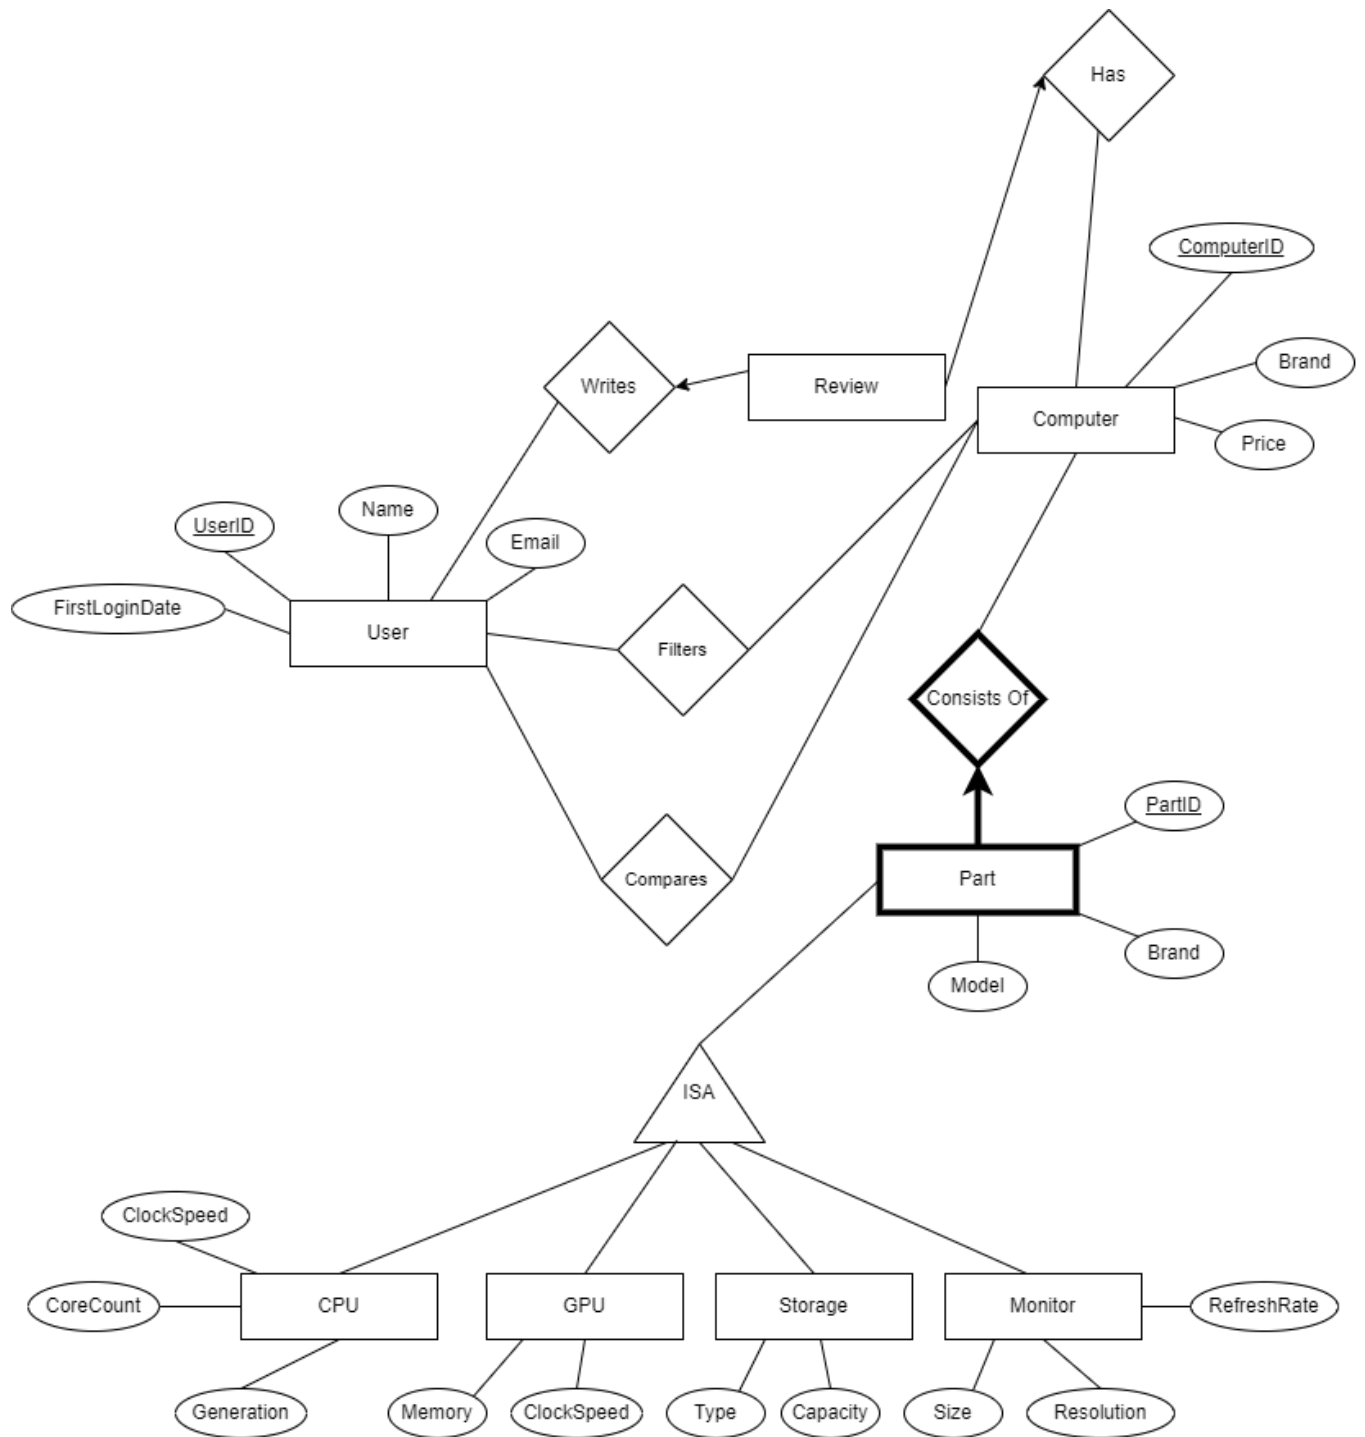 Has
ComputerID
Brand
Writes
Review
Computer
Price
Name
UserID
Email
FirstLoginDate
User
Filters
Consists Of
PartID
Compares
Part
Brand
Model
ISA
ClockSpeed
CoreCount
CPU
GPU
Storage
Monitor
RefreshRate
Generation
Memory
ClockSpeed
Type
Capacity
Size
Resolution